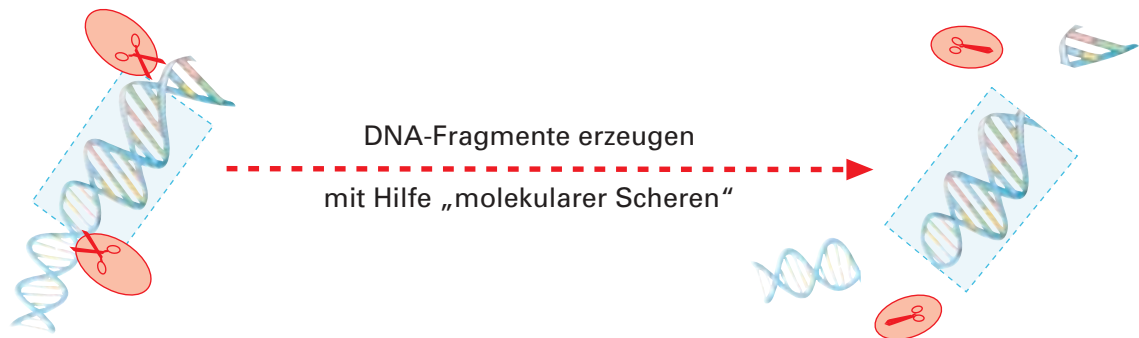 DNA-Fragmente erzeugen
mit Hilfe „molekularer Scheren“